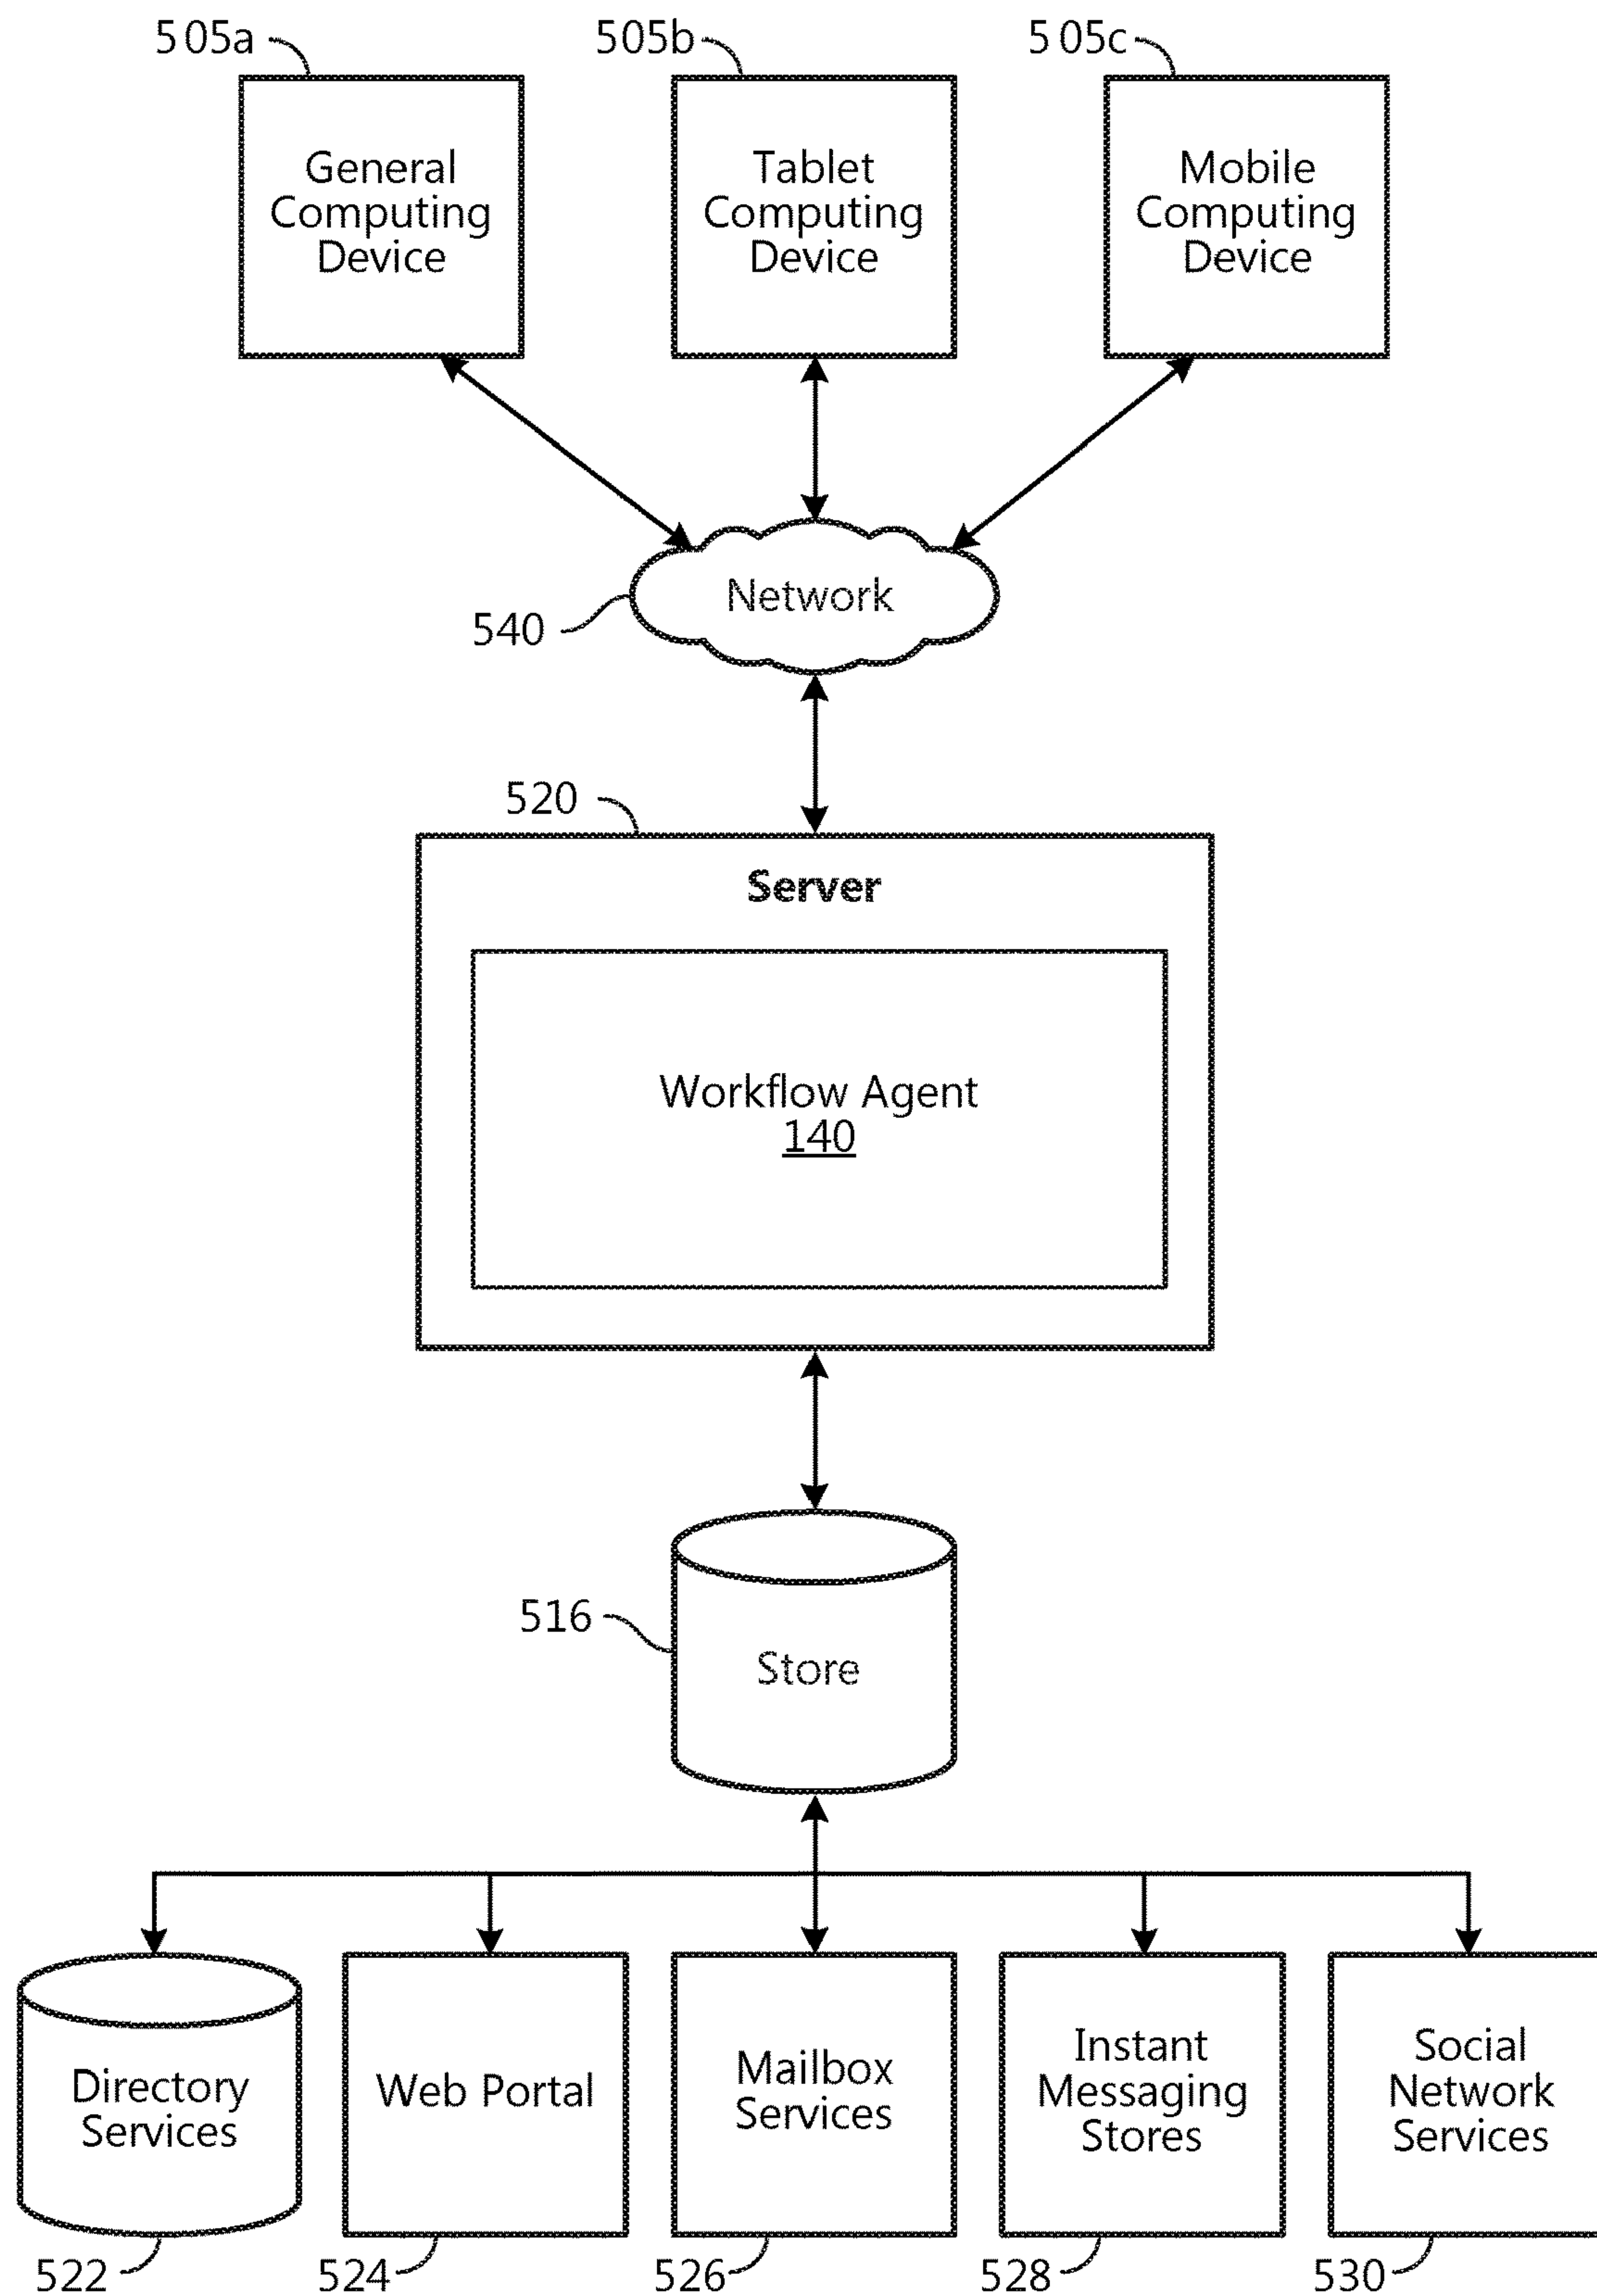 505a
505b
505c
General
Computing
Device
Tablet
Computing
Device
Mobile
Computing
Device
Network
540
520
Server
Workflow Agent
140
516
Store
Directory
Services
Web Portal
Mailbox
Services
Instant
Messaging
Stores
Social
Network
Services
522
524
526
528
530